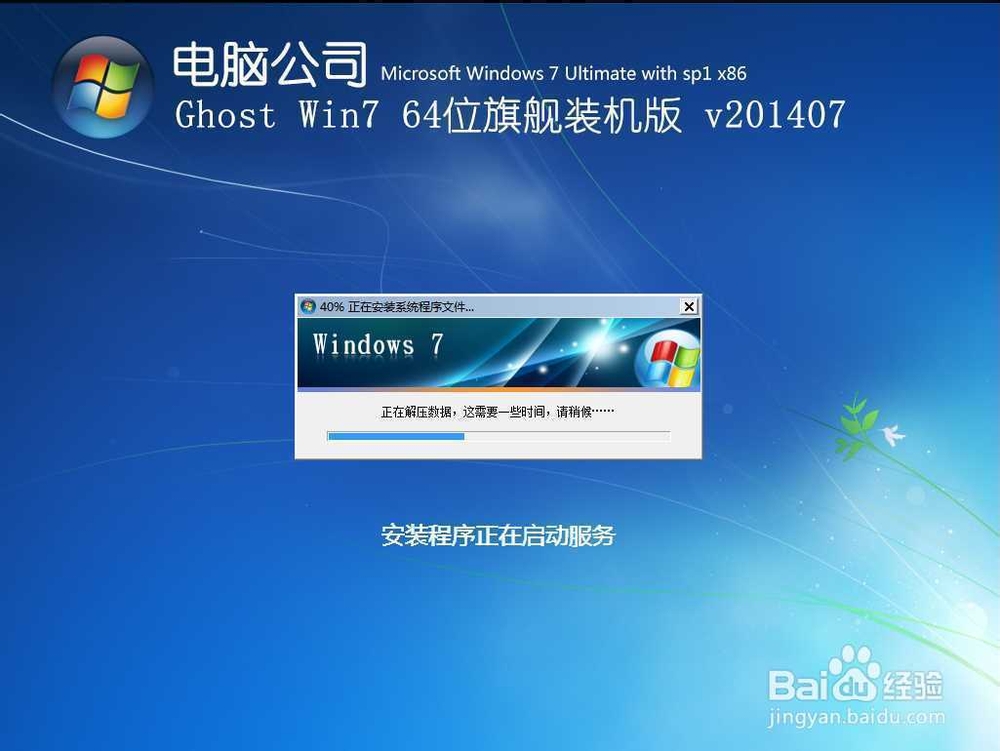 电脑公司 Microsoft Windows 7 Ultimate with sp1 x86
Ghost Win7 64位旗舰装机版 v201407
40% 正在安装系统程序文件...
Windows 7
正在解压数据，这需要一些时间，请稍候……
安装程序正在启动服务
Baidu经验
jingyan.baidu.com